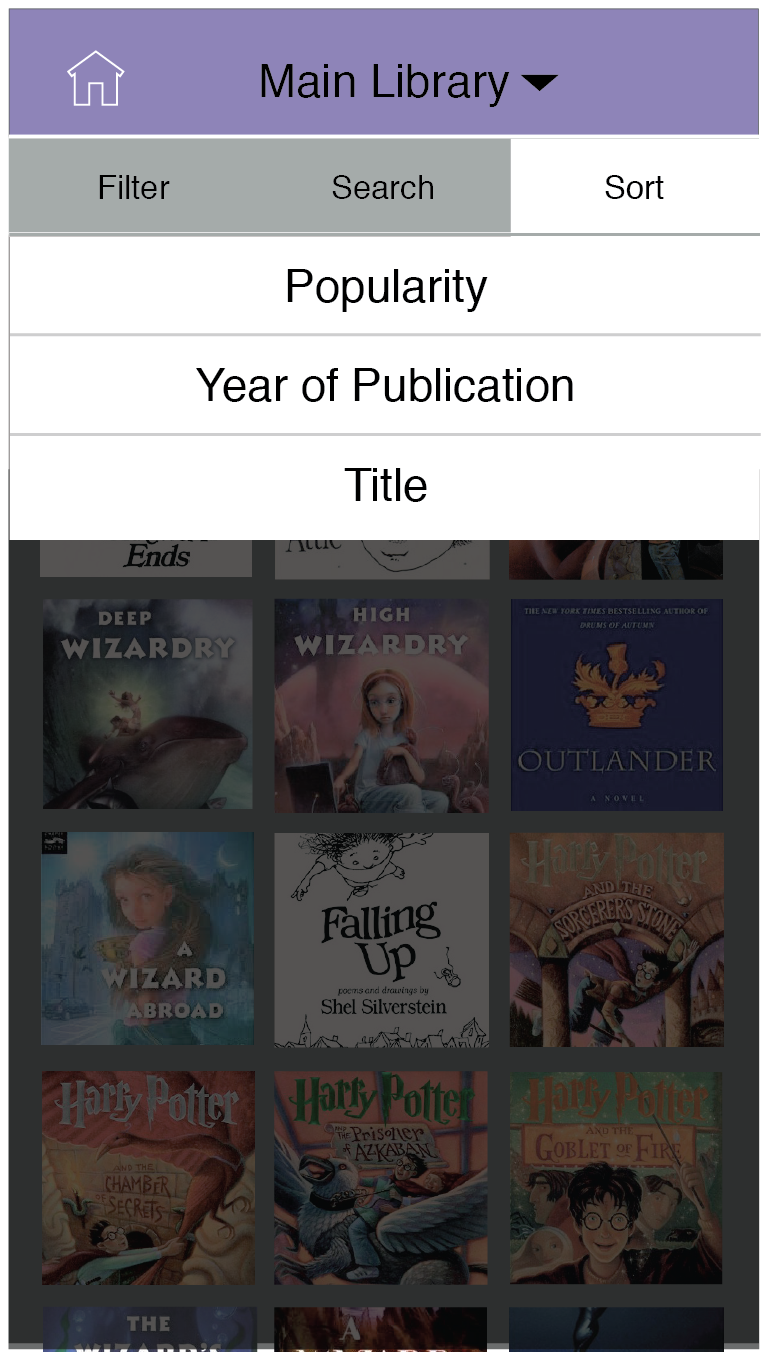 Main Library
Filter Search Sort
Popularity
Year of Publication
Title
Ends
Attic
DEEP
WIZARDRY
HIGH
WIZARDRY
THE NEW YORK TIMES BESTSELLING AUTHOR OF
DRUMS OF AUTUMN
OUTLANDER
A NOVEL
A
WIZARD
ABROAD
Falling
Up
poems and drawings by
Shel Silverstein
Harry Potter
AND THE
SORCERER'S STONE
Harry Potter
AND THE
CHAMBER
OF SECRETS
Harry Potter
AND THE Prisoner
of AZKABAN
Harry Potter
AND THE
GOBLET OF FIRE
THE
WIZARD'S
A
WIZARD